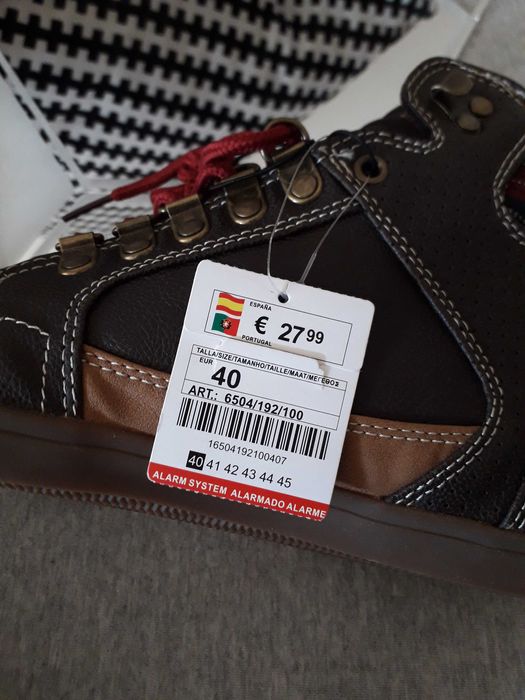 ESPAÑA
€ 27 99
PORTUGAL
TALLA/SIZE/TAMANHO/TAILLE/MAAT/ΜΕΓΕΘΟΣ
EUR
40
ART.: 6504/192/100
16504192100407
40 41 42 43 44 45
ALARM SYSTEM ALARMADO ALARME